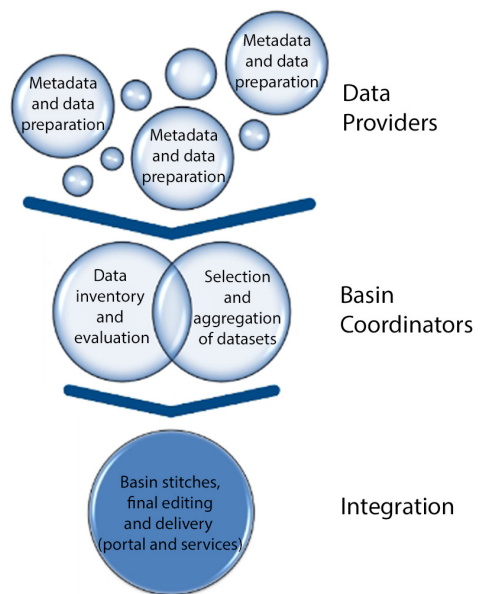 Metadata
and data
preparation
Metadata
and data
preparation
Metadata
and data
preparation
Data
Providers
Data
inventory
and
evaluation
Selection
and
aggregation
of datasets
Basin
Coordinators
Basin stitches,
final editing
and delivery
(portal and services)
Integration